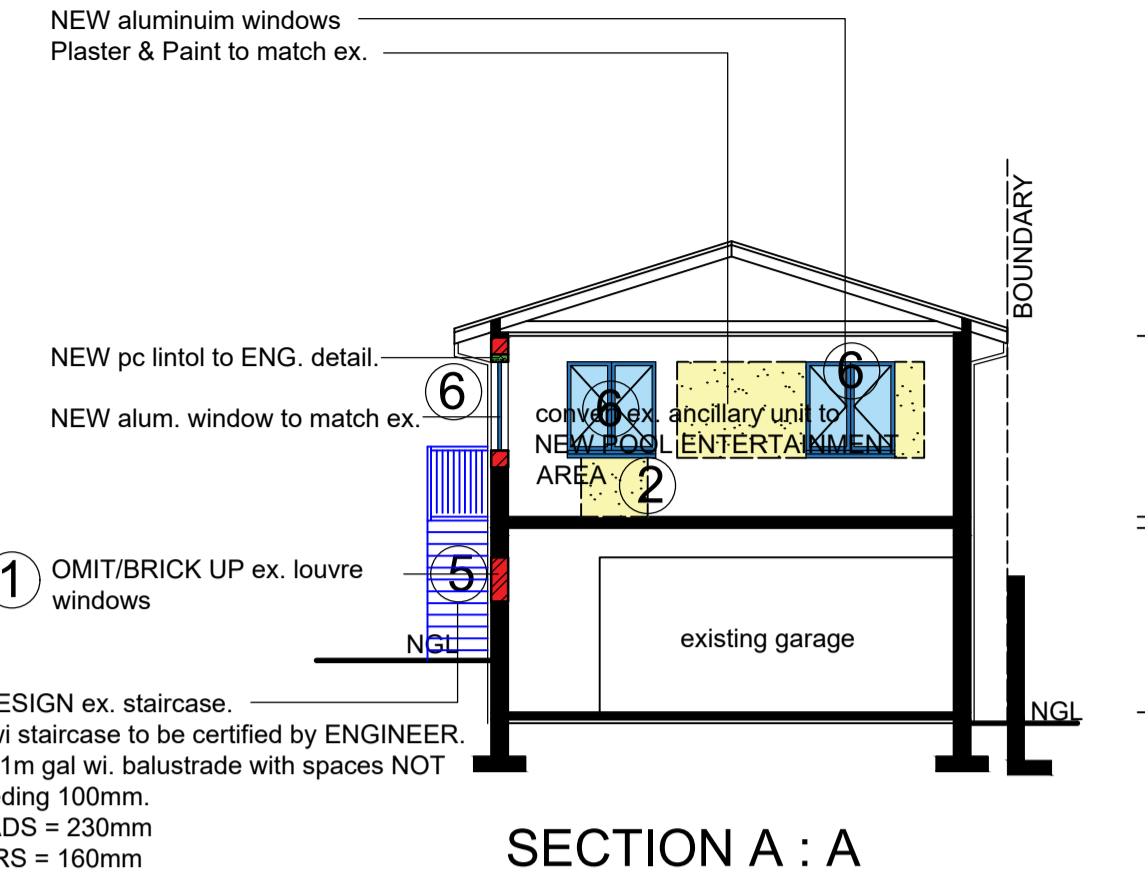 NEW aluminuim windows
Plaster & Paint to match ex.
BOUNDARY
NEW pc lintol to ENG. detail.
6
6
6
NEW alum. window to match ex.
conver ex. ancillary unit to
NEW POOL ENTERTAINMENT
AREA
2
1
OMIT/BRICK UP ex. louvre
windows
5
existing garage
NGL
NGL
ESIGN ex. staircase.
wi staircase to be certified by ENGINEER.
1m gal wi. balustrade with spaces NOT
eding 100mm.
ADS = 230mm
RS = 160mm
SECTION A : A